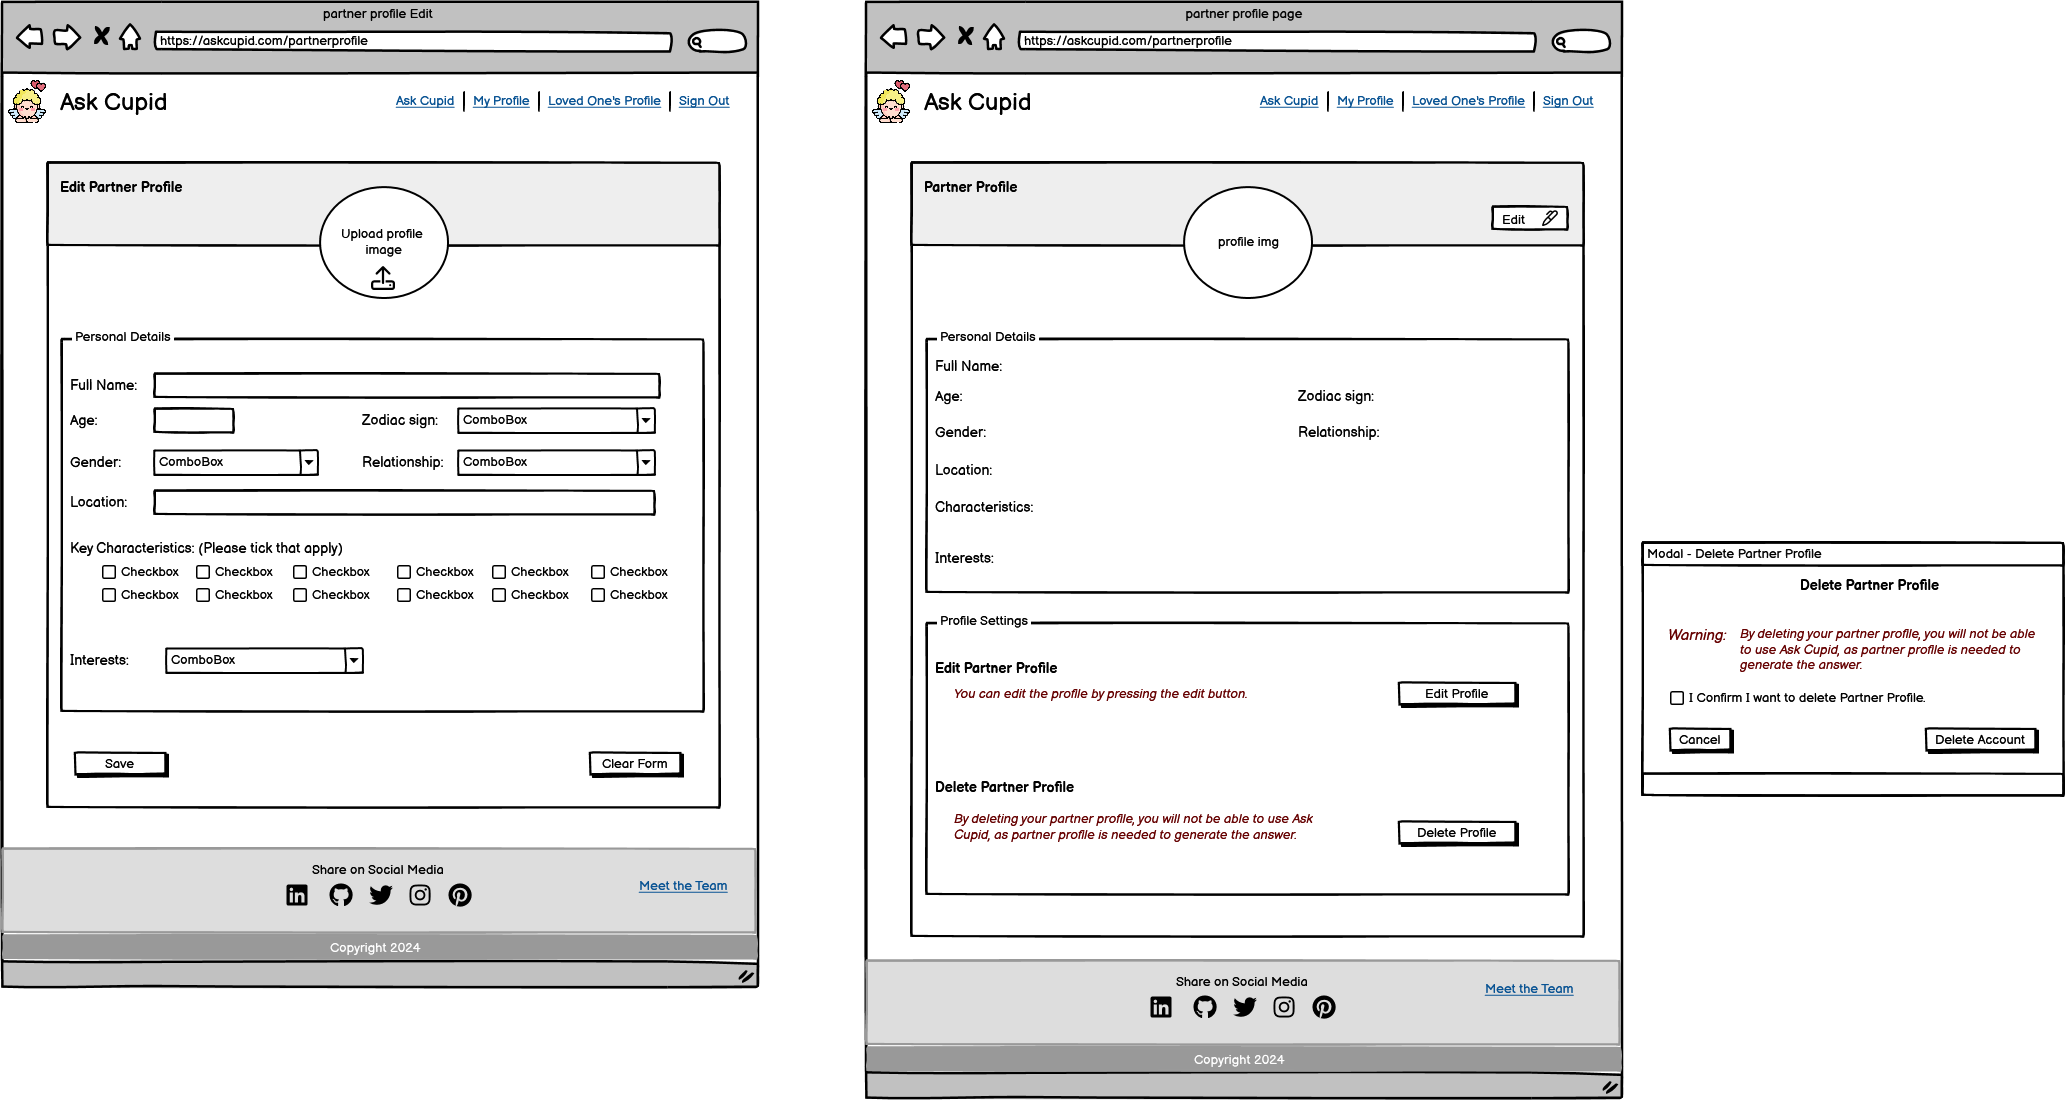 partner profile Edit
https://askcupid.com/partnerprofile
Ask Cupid
Ask Cupid
My Profile
Loved One's Profile
Sign Out
Edit Partner Profile
Upload profile
image
Personal Details
Full Name:
Age:
Zodiac sign:
ComboBox
Gender:
ComboBox
Relationship:
ComboBox
Location:
Key Characteristics: (Please tick that apply)
Checkbox Checkbox Checkbox Checkbox Checkbox Checkbox
Checkbox Checkbox Checkbox Checkbox Checkbox Checkbox
Interests:
ComboBox
Save
Clear Form
Share on Social Media
Meet the Team
Copyright 2024
partner profile page
https://askcupid.com/partnerprofile
Ask Cupid
Ask Cupid
My Profile
Loved One's Profile
Sign Out
Partner Profile
Edit
profile img
Personal Details
Full Name:
Age:
Zodiac sign:
Gender:
Relationship:
Location:
Characteristics:
Interests:
Profile Settings
Edit Partner Profile
You can edit the profile by pressing the edit button.
Edit Profile
Delete Partner Profile
By deleting your partner profile, you will not be able to use Ask
Cupid, as partner profile is needed to generate the answer.
Delete Profile
Share on Social Media
Meet the Team
Copyright 2024
Modal - Delete Partner Profile
Delete Partner Profile
Warning:
By deleting your partner profile, you will not be able
to use Ask Cupid, as partner profile is needed to
generate the answer.
I Confirm I want to delete Partner Profile.
Cancel
Delete Account